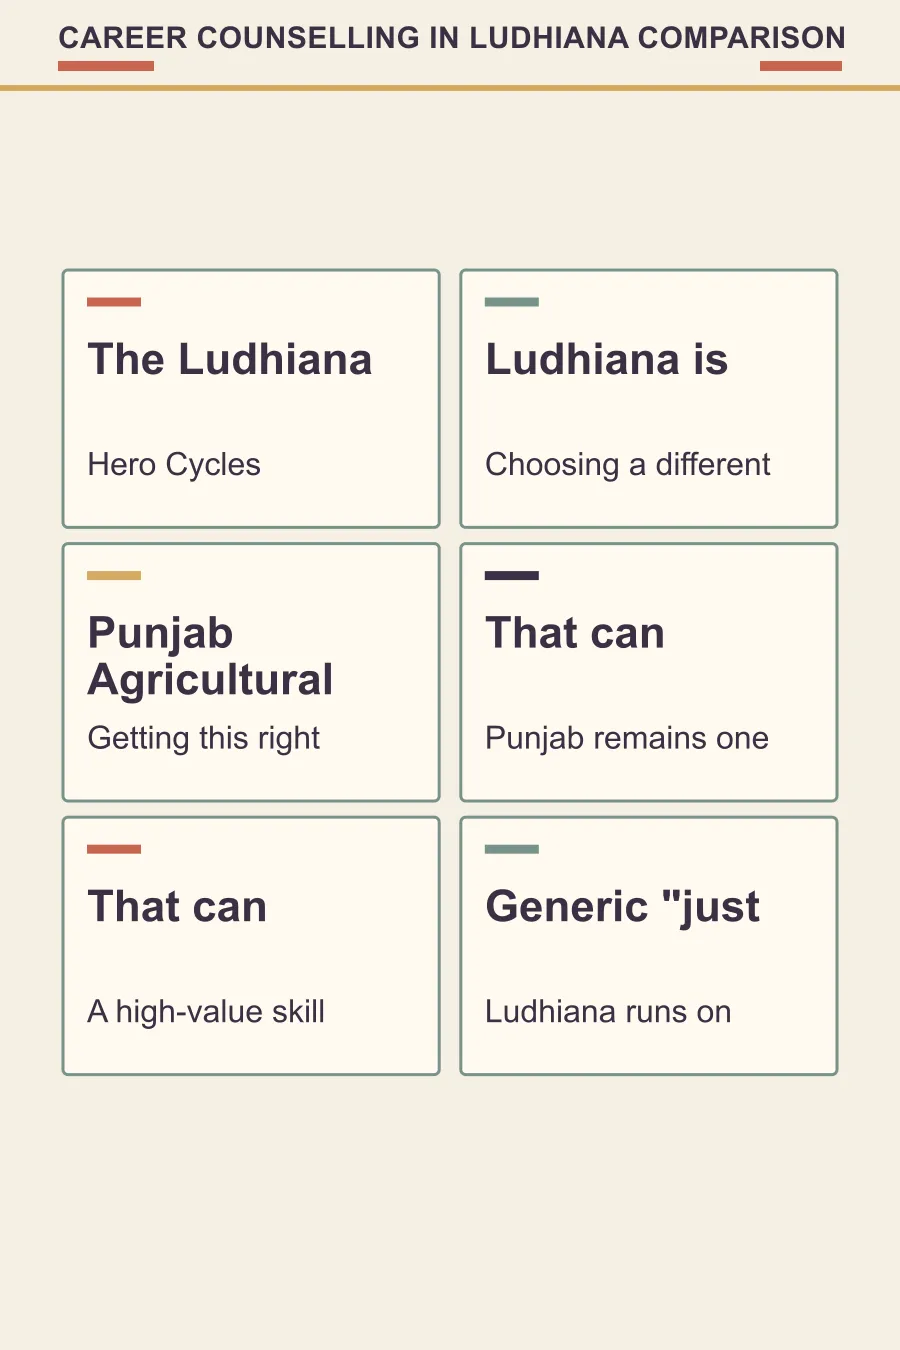 CAREER COUNSELLING IN LUDHIANA COMPARISON
The Ludhiana
Hero Cycles
Ludhiana is
Choosing a different
Punjab
Agricultural
Getting this right
That can
Punjab remains one
That can
A high-value skill
Generic "just
Ludhiana runs on